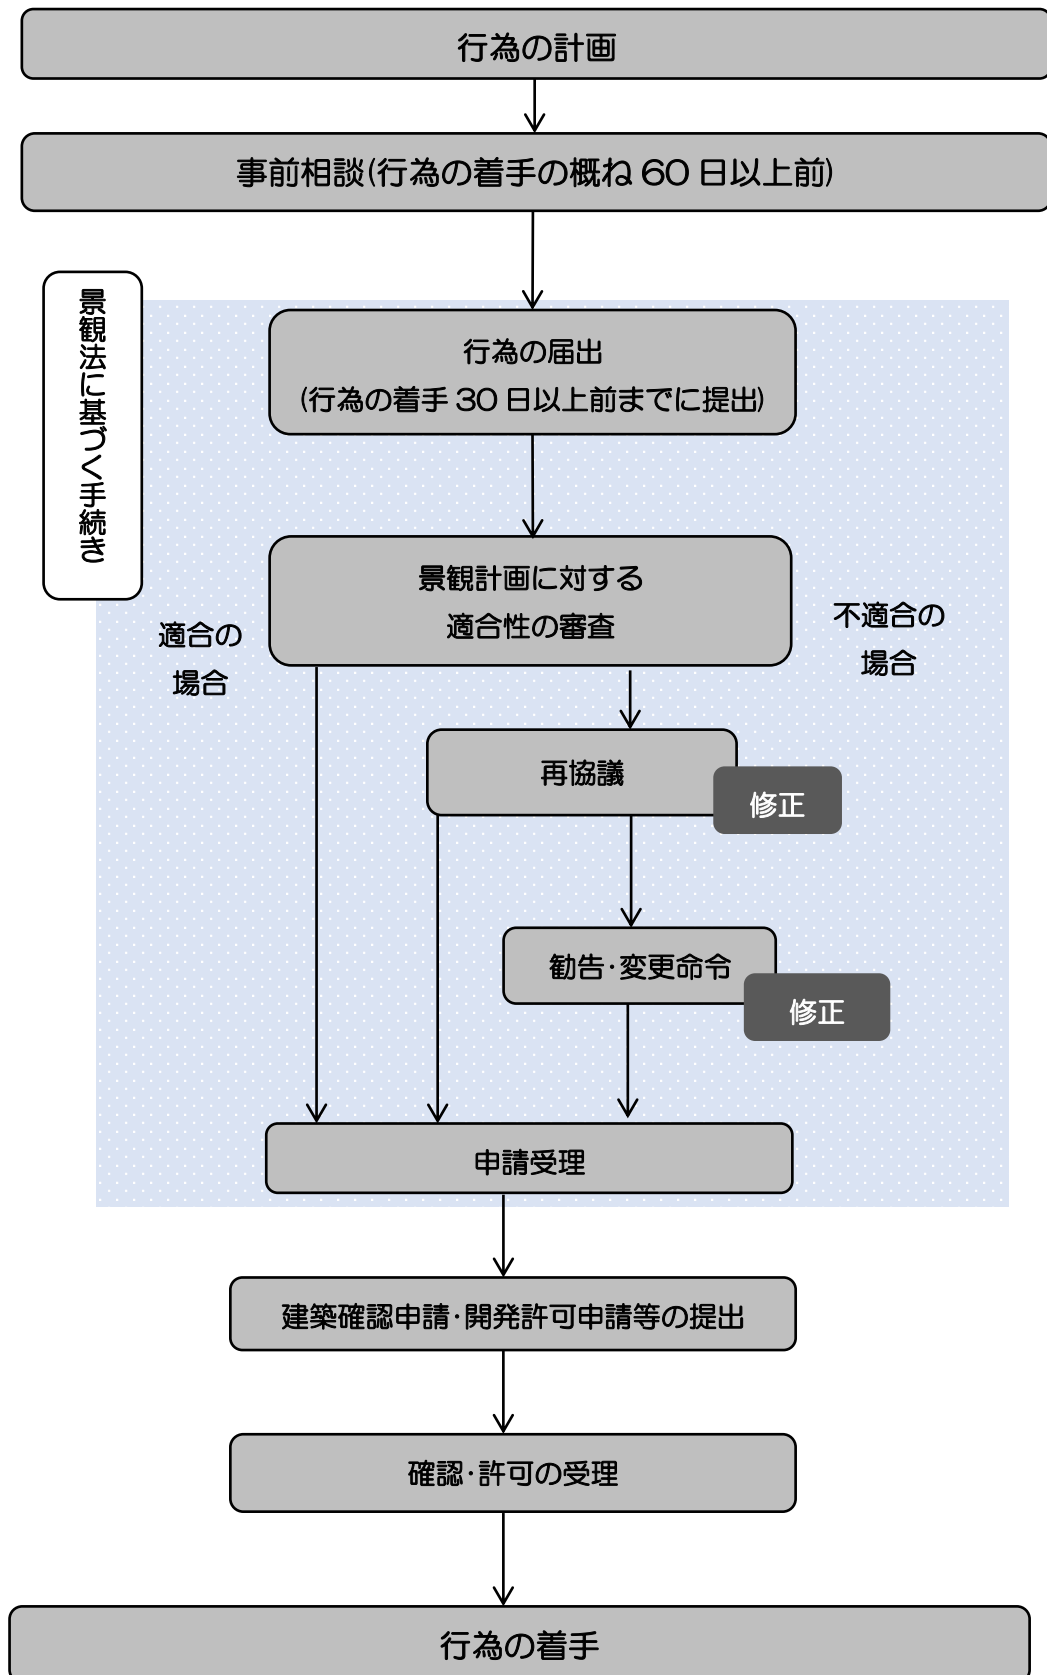 行為の計画
事前相談(行為の着手の概ね 60 日以上前)
景観法に基づく手続き
行為の届出
(行為の着手 30 日以上前までに提出)
景観計画に対する
適合性の審査
適合の
場合
不適合の
場合
再協議
修正
勧告･変更命令
修正
申請受理
建築確認申請･開発許可申請等の提出
確認･許可の受理
行為の着手